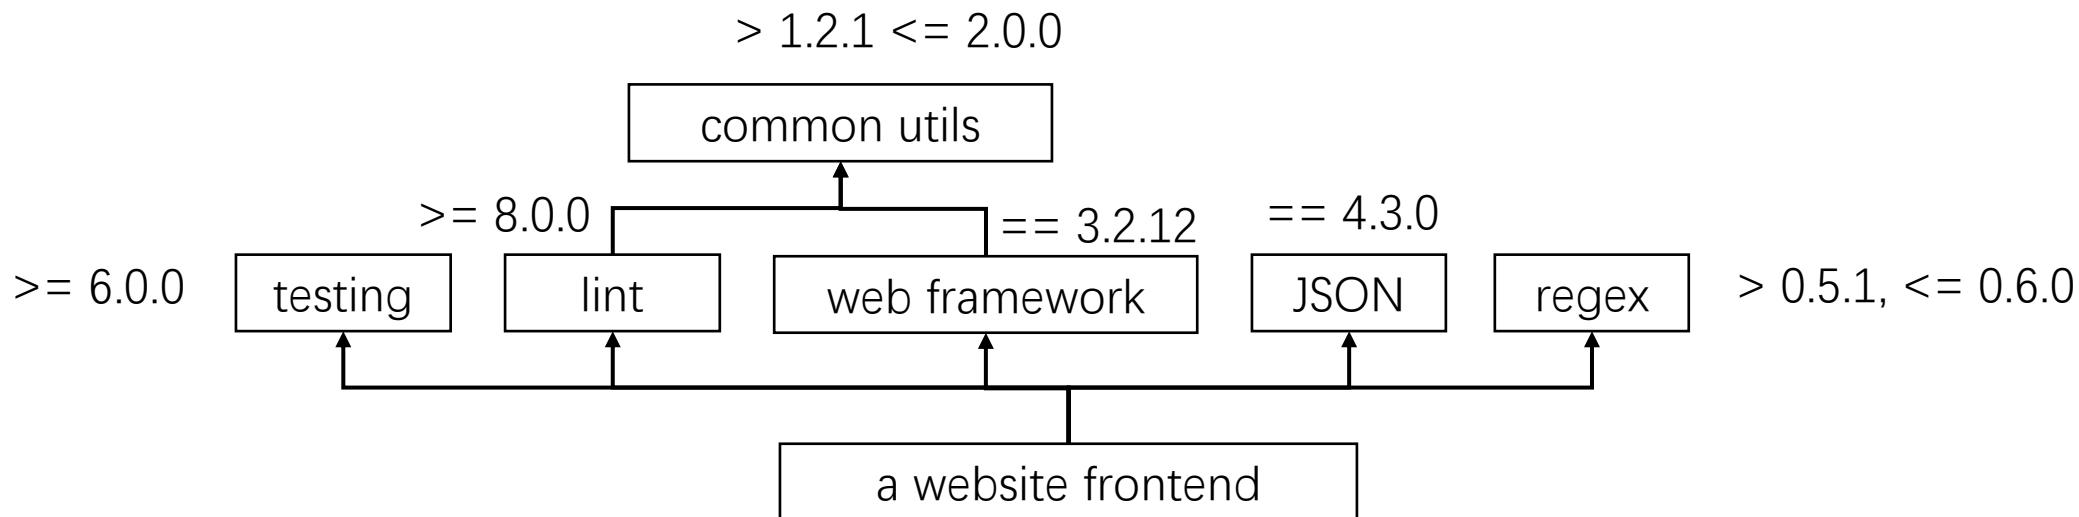 > 1.2.1 <= 2.0.0
common utils
>= 8.0.0
== 3.2.12
== 4.3.0
>= 6.0.0
testing
lint
web framework
JSON
regex
> 0.5.1, <= 0.6.0
a website frontend